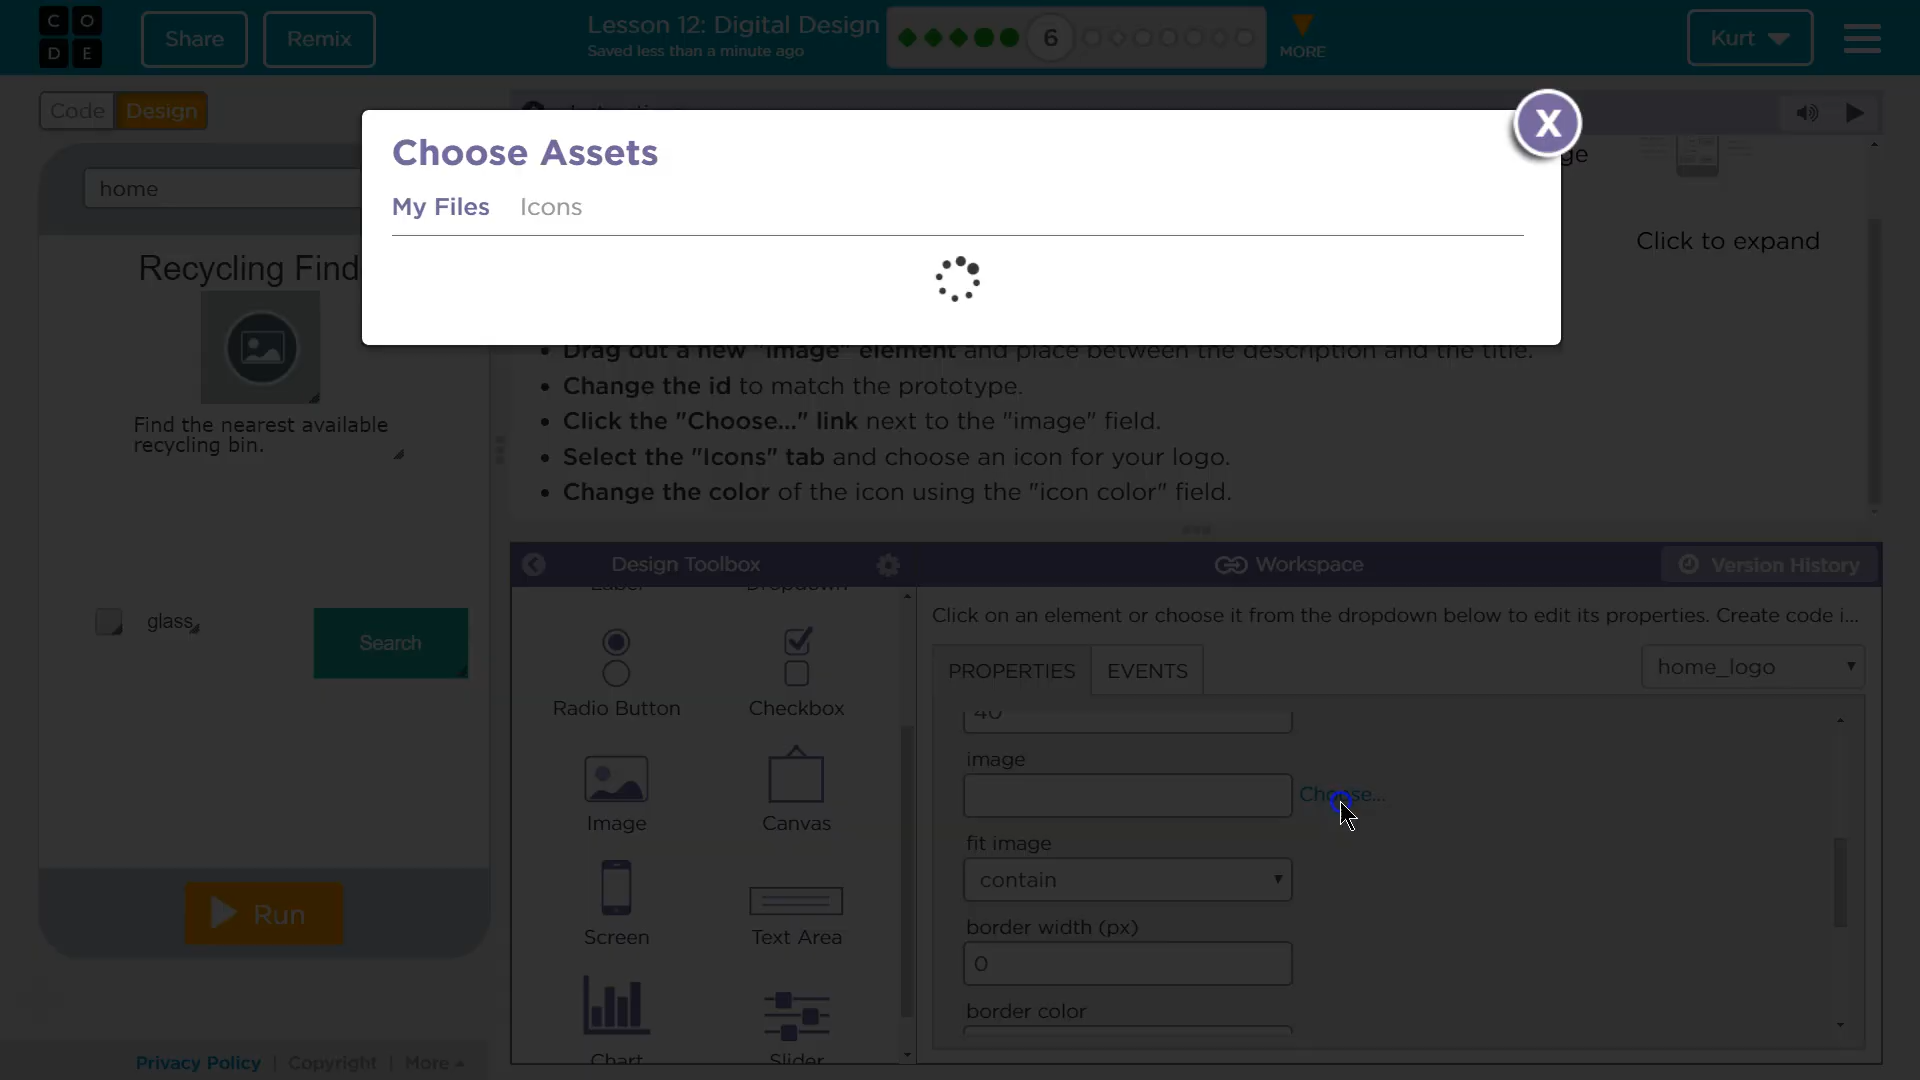 C O
D E
Share
Remix
Lesson 12: Digital Design
Saved less than a minute ago
6
MORE
Kurt
Code
Design
Choose Assets
X
My Files
Icons
home
Click to expand
Recycling Find
Find the nearest available
recycling bin.
Drag out a new "image" element and place between the description and the title.
Change the id to match the prototype.
Click the "Choose..." link next to the "image" field.
Select the "Icons" tab and choose an icon for your logo.
Change the color of the icon using the "icon color" field.
Design Toolbox
Workspace
Version History
Label
Dropdown
Click on an element or choose it from the dropdown below to edit its properties. Create code i...
glass
Search
PROPERTIES
EVENTS
home_logo
Radio Button
Checkbox
40
image
Choose...
Image
Canvas
fit image
contain
Screen
Text Area
border width (px)
0
border color
Run
Chart
Slider
Privacy Policy | Copyright | More